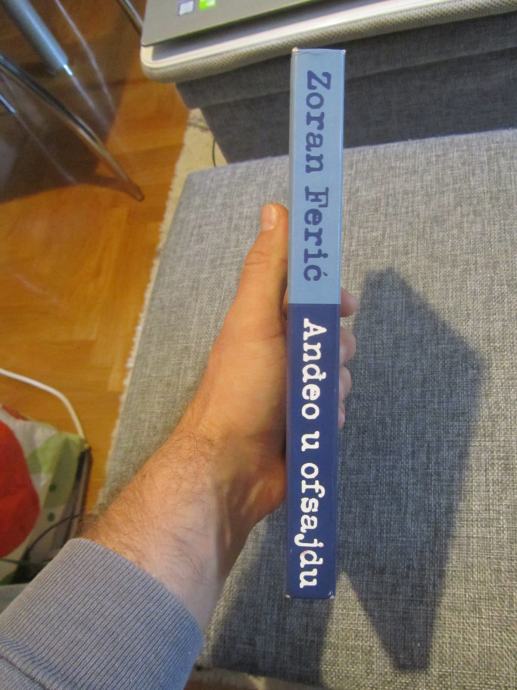 Zoran Ferić
Anđeo u ofsajdu